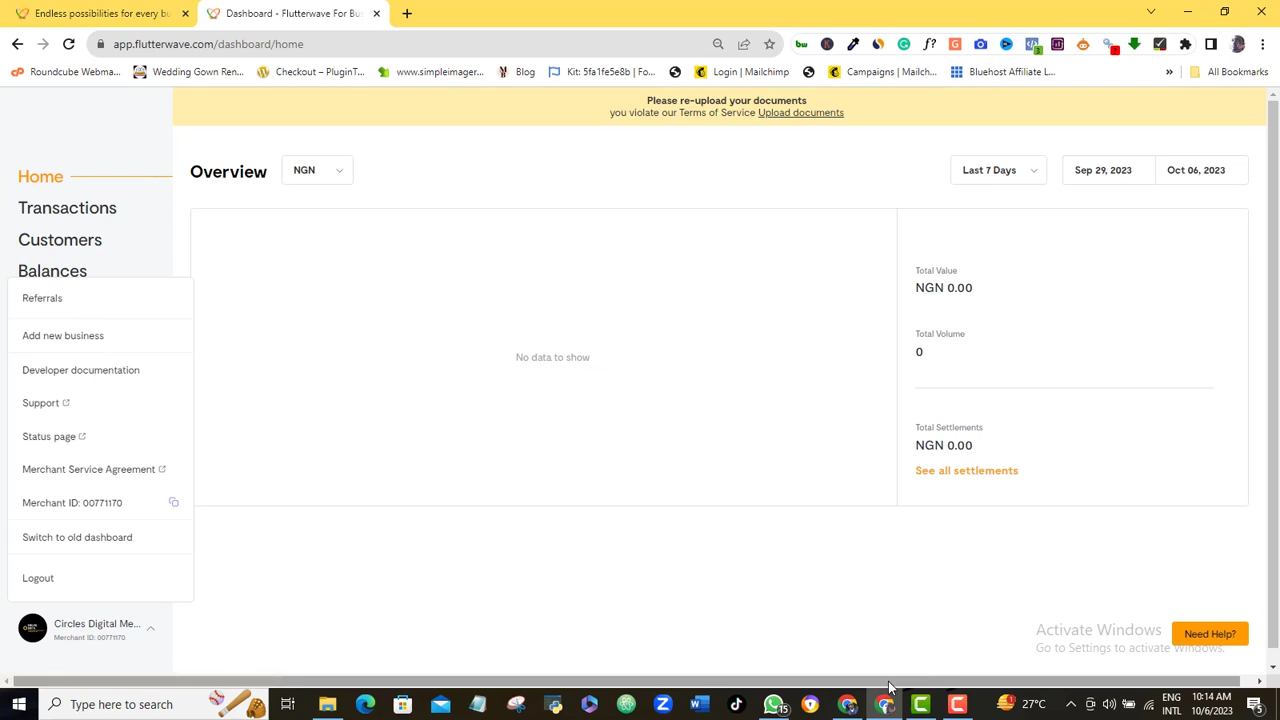 Endless possibilities for every bu
Dashboard - Flutterwave For Bus
app.flutterwave.com/dashboard/home
Roundcube Webma...
Wedding Gown Ren...
Checkout – Plugin T...
www.simpleimager...
Blog
Kit: 5fa1fe5e8b | Fo...
Login | Mailchimp
Campaigns | Mailch...
Bluehost Affiliate L...
»
All Bookmarks
Please re-upload your documents
you violate our Terms of Service Upload documents
Home
Transactions
Customers
Balances
Referrals
Add new business
Developer documentation
Support
Status page
Merchant Service Agreement
Merchant ID: 00771170
Switch to old dashboard
Logout
Circles Digital Me...
Merchant ID: 00771170
Overview
NGN
Last 7 Days
Sep 29, 2023
Oct 06, 2023
No data to show
Total Value
NGN 0.00
Total Volume
0
Total Settlements
NGN 0.00
See all settlements
Activate Windows
Go to Settings to activate Windows.
Need Help?
Type here to search
15
27°C
ENG
INTL
10:14 AM
10/6/2023